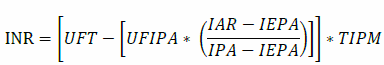 INR = [UFT − [UFIPA * (IAR − IEPA / IPA − IEPA)]] * TIPM